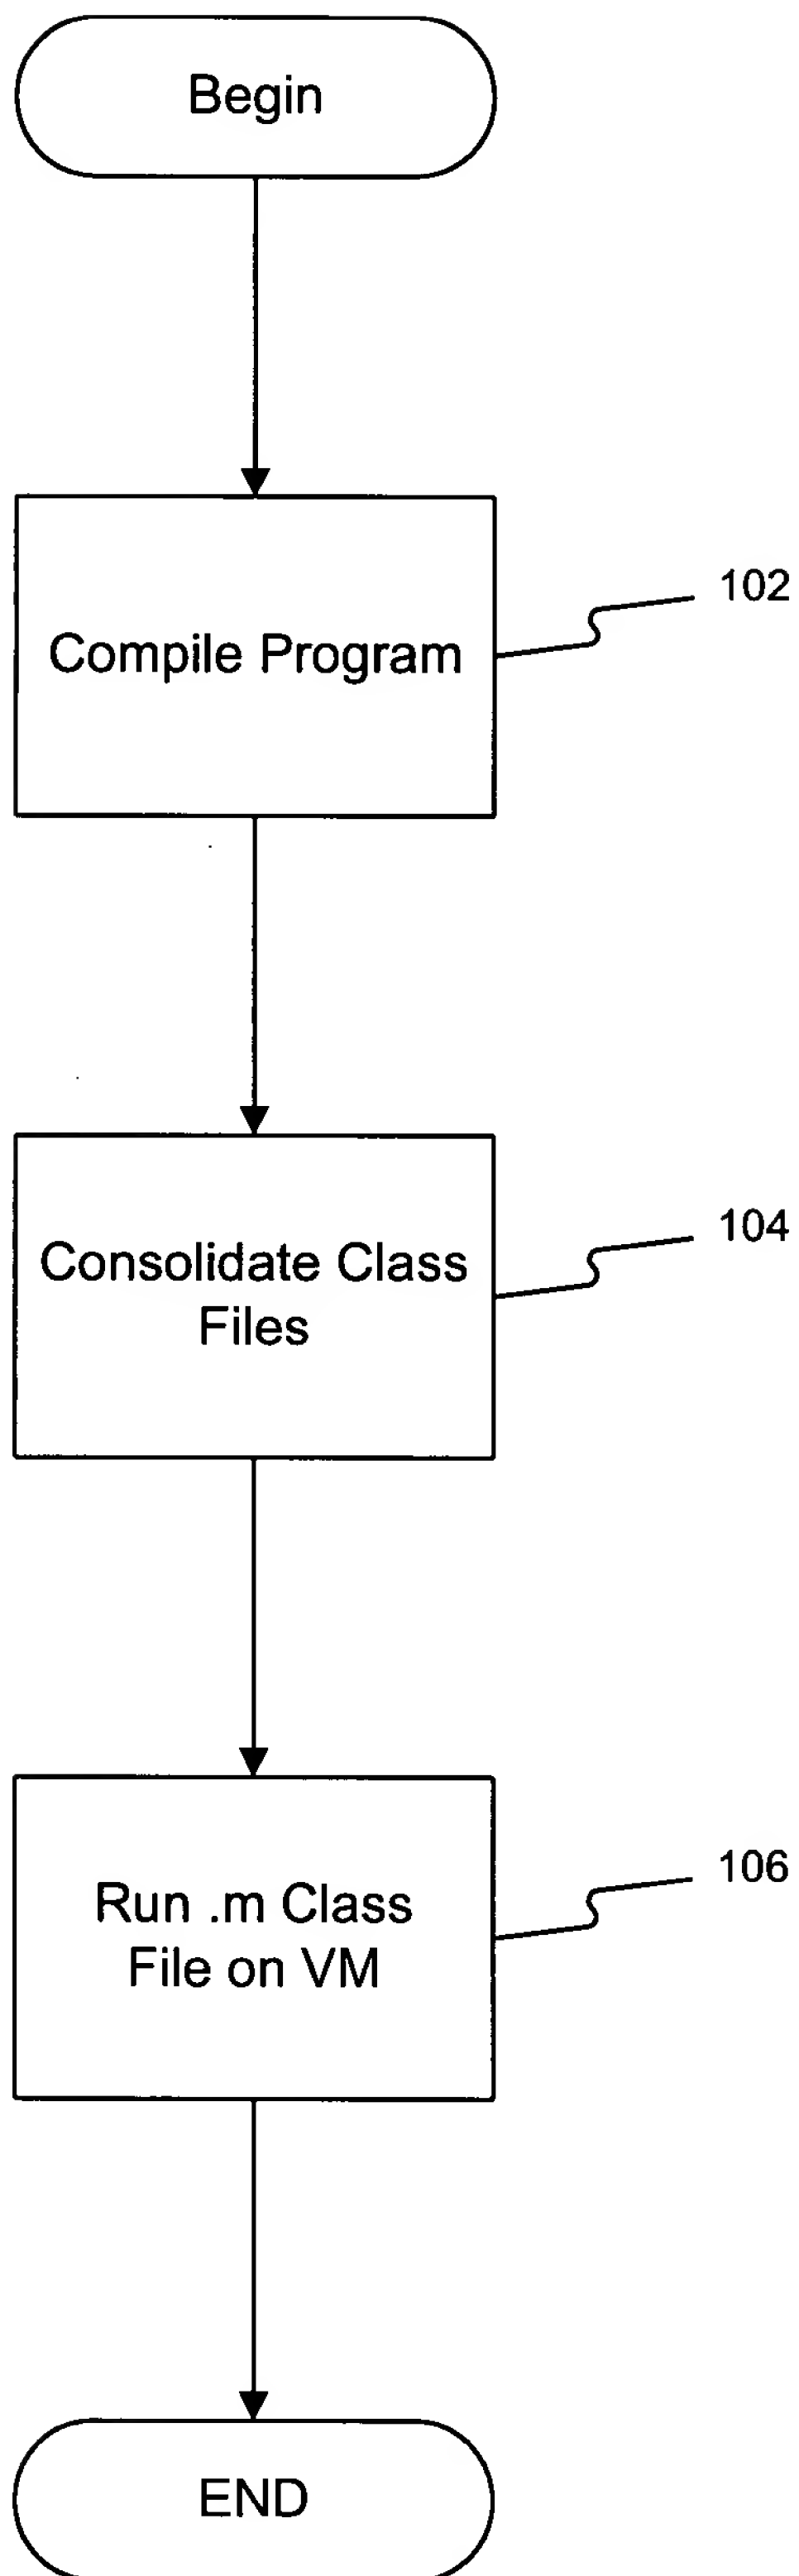 Begin
Compile Program
102
Consolidate Class
Files
104
Run .m Class
File on VM
106
END